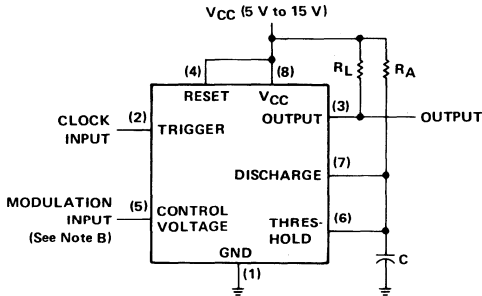 VCC (5 V to 15 V)
(4)
(8)
RL
RA
RESET
VCC
(3)
OUTPUT
OUTPUT
CLOCK
INPUT
(2)
TRIGGER
(7)
DISCHARGE
MODULATION
INPUT
(See Note B)
(5)
CONTROL
VOLTAGE
(6)
THRES-
HOLD
GND
(1)
C